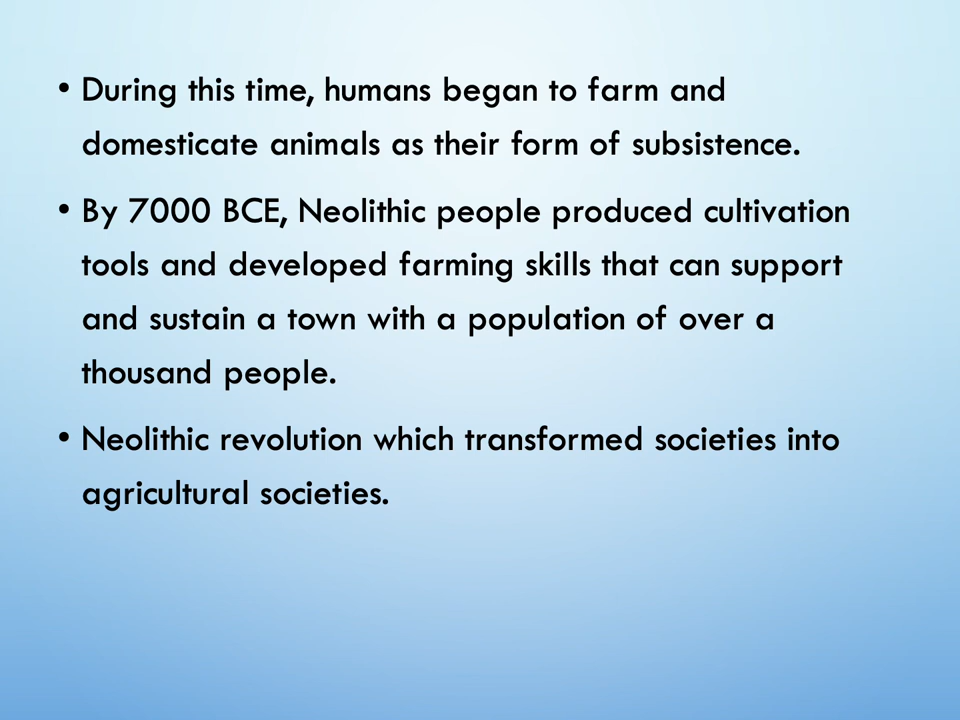 • During this time, humans began to farm and
domesticate animals as their form of subsistence.
• By 7000 BCE, Neolithic people produced cultivation
tools and developed farming skills that can support
and sustain a town with a population of over a
thousand people.
• Neolithic revolution which transformed societies into
agricultural societies.